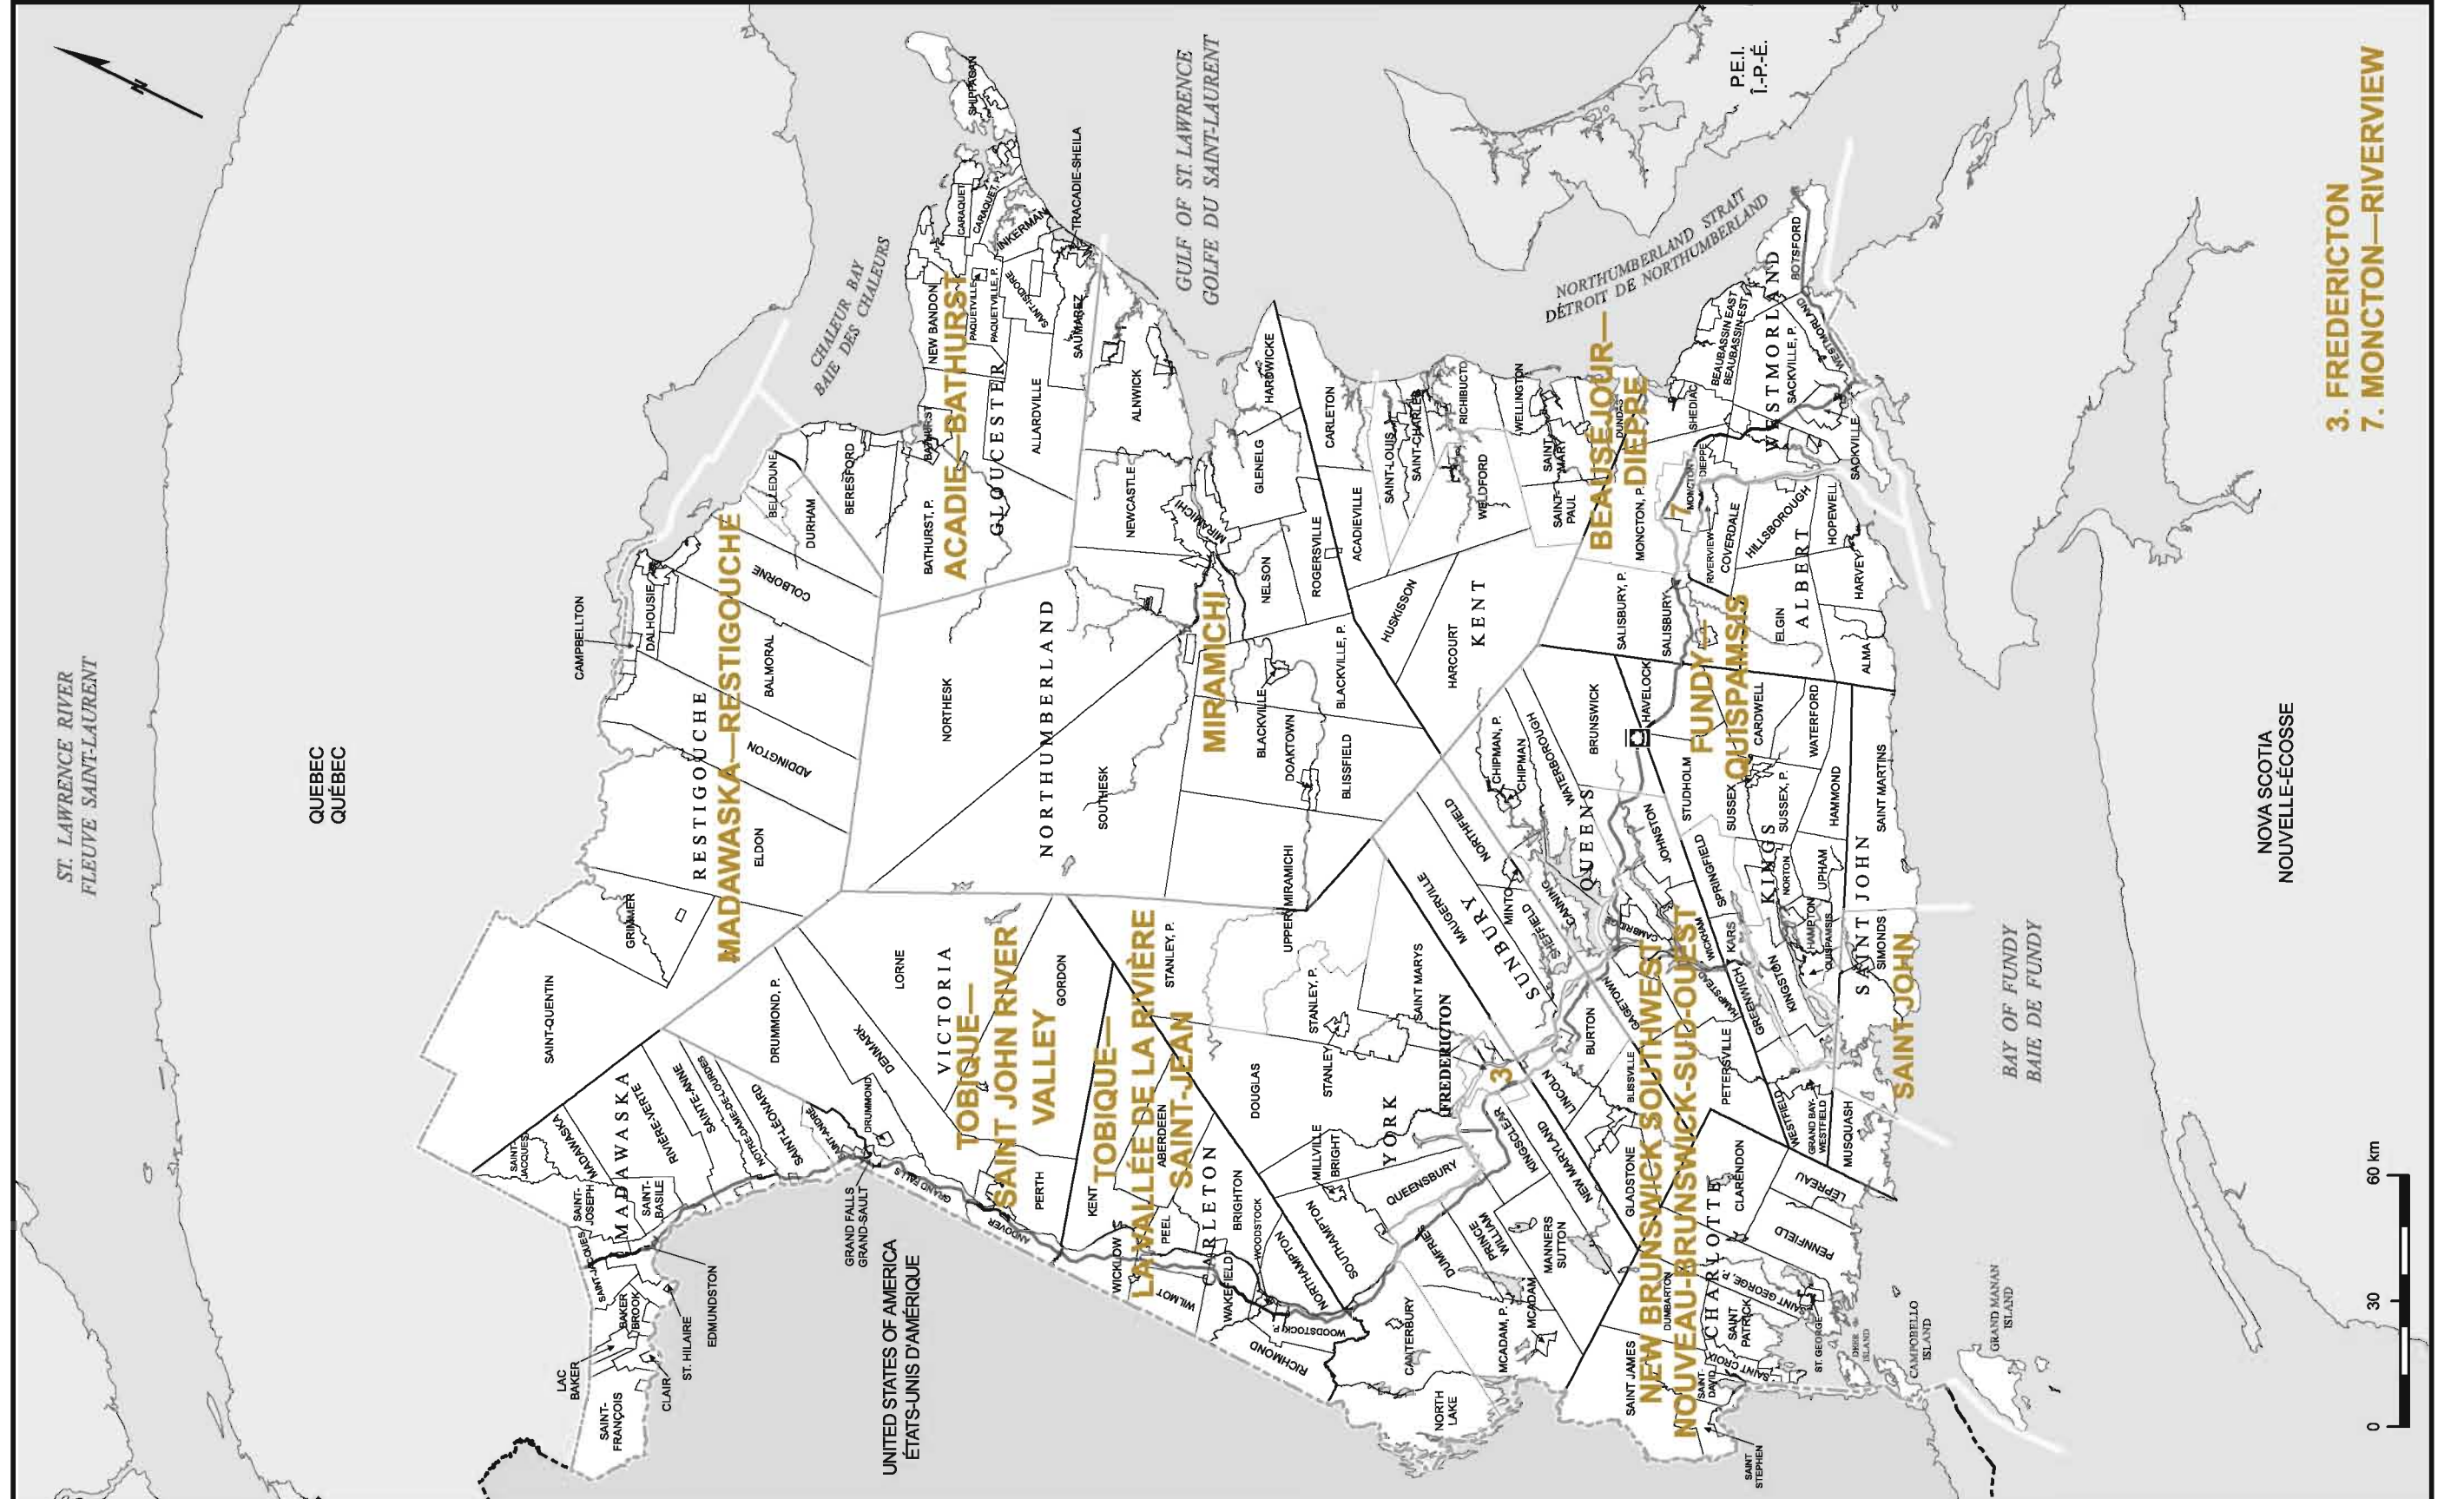 ST. LAWRENCE RIVER
FLEUVE SAINT-LAURENT
QUEBEC
QUÉBEC
N
CHALEUR BAY
BAIE DES CHALEURS
GULF OF ST. LAWRENCE
GOLFE DU SAINT-LAURENT
NORTHUMBERLAND STRAIT
DÉTROIT DE NORTHUMBERLAND
P.E.I.
Î.-P.-É.
NOVA SCOTIA
NOUVELLE-ÉCOSSE
BAY OF FUNDY
BAIE DE FUNDY
UNITED STATES OF AMERICA
ÉTATS-UNIS D'AMÉRIQUE
3. FREDERICTON
7. MONCTON—RIVERVIEW
0 30 60 km
MADAWASKA—RESTIGOUCHE
ACADIE—BATHURST
MIRAMICHI
BEAUSÉJOUR—
DIEPPE
7
FUNDY—
QUISPAMSIS
SAINT JOHN
NEW BRUNSWICK SOUTHWEST
NOUVEAU-BRUNSWICK-SUD-OUEST
3
TOBIQUE—
SAINT JOHN RIVER
VALLEY
TOBIQUE—
LA VALLÉE DE LA RIVIÈRE
SAINT-JEAN
RESTIGOUCHE
CAMPBELLTON
DALHOUSIE
BELLEDUNE
DURHAM
COLBORNE
BALMORAL
ADDINGTON
ELDON
GRIMMER
SAINT-QUENTIN
MADAWASKA
SAINT-
JACQUES
MADAWASKA
RIVIÈRE-VERTE
SAINTE-ANNE
NOTRE-DAME-DE-LOURDES
SAINT-LÉONARD
SAINT-ANDRÉ
SAINT-
JOSEPH
SAINT-
BASILE
SAINT-JACQUES
BAKER
BROOK
LAC
BAKER
SAINT-
FRANÇOIS
CLAIR
ST. HILAIRE
EDMUNDSTON
GRAND FALLS
GRAND-SAULT
GLOUCESTER
SHIPPAGAN
CARAQUET
CARAQUET, P.
INKERMAN
TRACADIE-SHEILA
NEW BANDON
PAQUETVILLE
PAQUETVILLE, P.
SAINT-ISIDORE
SAUMAREZ
ALLARDVILLE
BATHURST
BATHURST, P.
BERESFORD
NORTHUMBERLAND
NORTHESK
SOUTHESK
ALNWICK
NEWCASTLE
MIRAMICHI
HARDWICKE
GLENELG
NELSON
ROGERSVILLE
BLACKVILLE
BLACKVILLE, P.
DOAKTOWN
BLISSFIELD
UPPER MIRAMICHI
KENT
CARLETON
ACADIEVILLE
SAINT-LOUIS
SAINT-CHARLES
RICHIBUCTO
WELDFORD
WELLINGTON
SAINT
MARY
SAINT-
PAUL
DUNDAS
HUSKISSON
HARCOURT
WESTMORLAND
MONCTON, P.
MONCTON
DIEPPE
SHEDIAC
BEAUBASSIN EAST
BEAUBASSIN-EST
BOTSFORD
WESTMORLAND
SACKVILLE, P.
SACKVILLE
SALISBURY, P.
SALISBURY
ALBERT
RIVERVIEW
COVERDALE
HILLSBOROUGH
HOPEWELL
HARVEY
ELGIN
ALMA
KINGS
HAVELOCK
CARDWELL
WATERFORD
STUDHOLM
SUSSEX
SUSSEX, P.
HAMMOND
SPRINGFIELD
NORTON
UPHAM
HAMPTON
QUISPAMSIS
KARS
KINGSTON
GREENWICH
WESTFIELD
GRAND BAY-
WESTFIELD
SAINT JOHN
SAINT MARTINS
SIMONDS
MUSQUASH
QUEENS
CHIPMAN, P.
CHIPMAN
WATERBOROUGH
BRUNSWICK
JOHNSTON
MINTO
CANNING
CAMBRIDGE
WICKHAM
HAMPSTEAD
GAGETOWN
PETERSVILLE
SUNBURY
NORTHFIELD
MAUGERVILLE
SHEFFIELD
BURTON
LINCOLN
BLISSVILLE
GLADSTONE
YORK
FREDERICTON
SAINT MARYS
STANLEY, P.
STANLEY, P.
STANLEY
DOUGLAS
MILLVILLE
BRIGHT
QUEENSBURY
KINGSCLEAR
NEW MARYLAND
SOUTHAMPTON
DUMFRIES
PRINCE
WILLIAM
MANNERS
SUTTON
MCADAM, P.
MCADAM
CANTERBURY
NORTH
LAKE
VICTORIA
DRUMMOND, P.
DRUMMOND
LORNE
DENMARK
GORDON
PERTH
GRAND FALLS
ANDOVER
CARLETON
KENT
ABERDEEN
PEEL
BRIGHTON
WICKLOW
WILMOT
WAKEFIELD
WOODSTOCK
WOODSTOCK, P.
NORTHAMPTON
RICHMOND
CHARLOTTE
CLARENDON
LEPREAU
PENNFIELD
SAINT GEORGE, P.
ST. GEORGE
SAINT
PATRICK
DUMBARTON
SAINT CROIX
SAINT-
DAVID
SAINT JAMES
SAINT
STEPHEN
DEER
ISLAND
CAMPOBELLO
ISLAND
GRAND MANAN
ISLAND